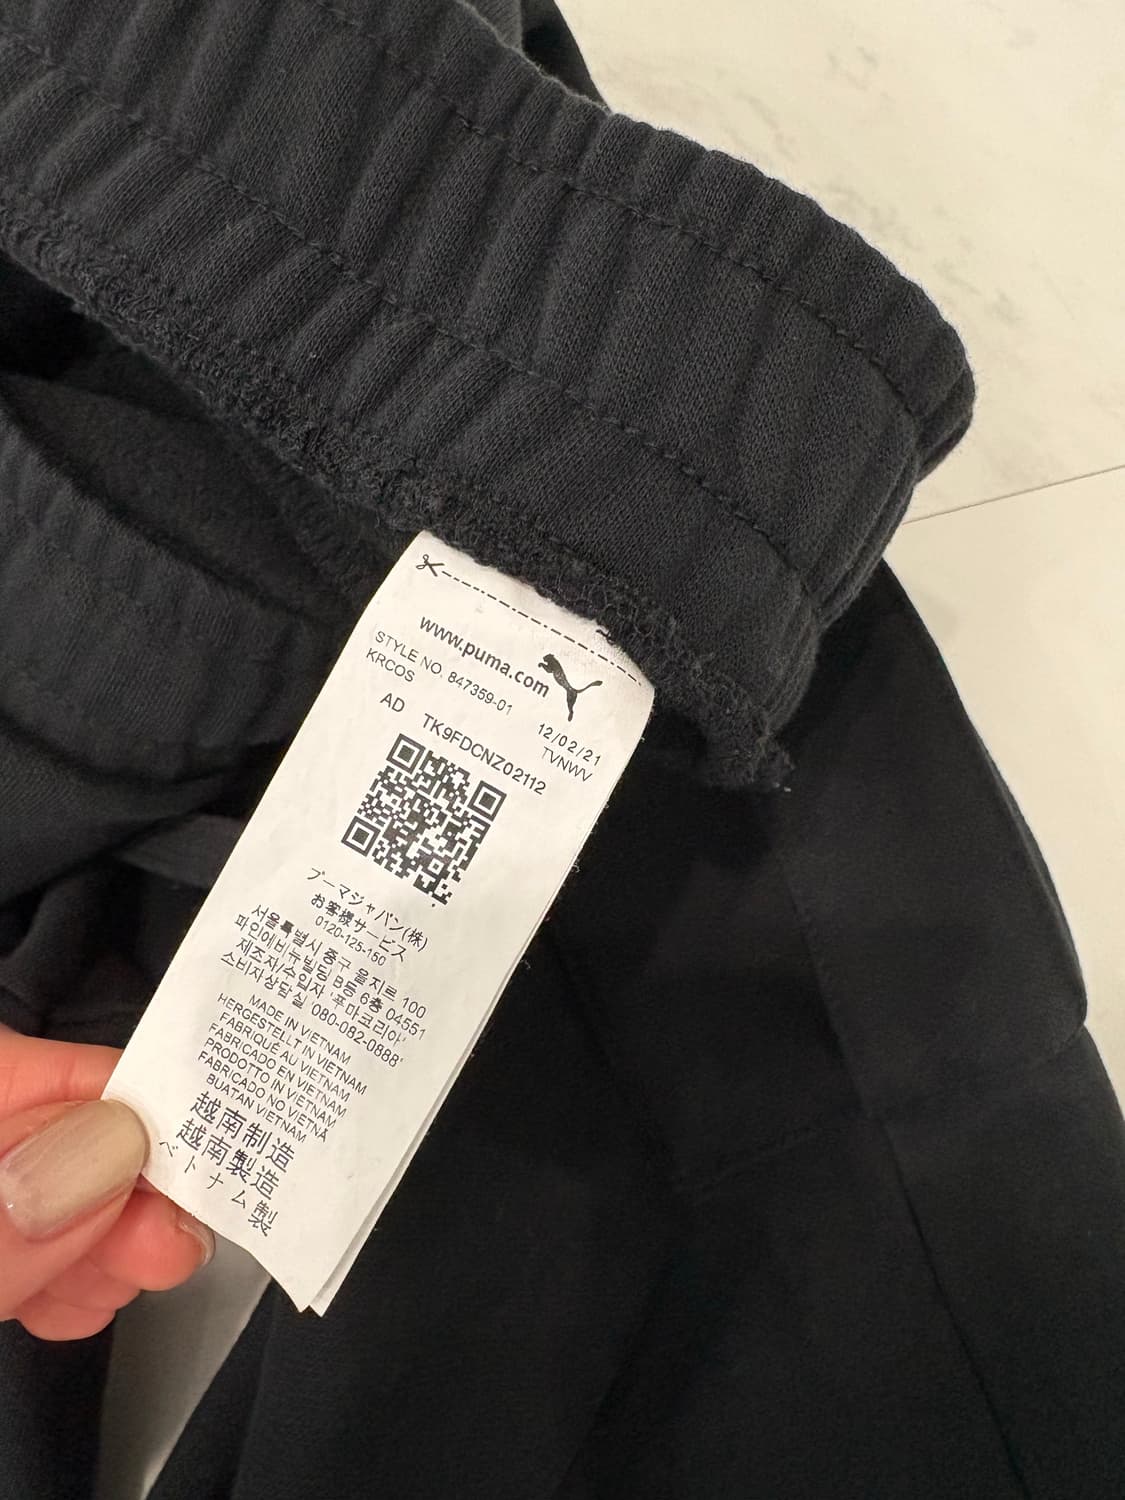 www.puma.com
STYLE NO. 847359-01
KRCOS
12/02/21
TVNWV
AD TK9FDCNZ02112
プーマジャパン(株)
お客様サービス
0120-125-150
서울특별시 중구 을지로 100
파인에비뉴빌딩 B동 6층 04551
제조자/수입자 '푸마코리아'
소비자상담실 '080-082-0888'
MADE IN VIETNAM
HERGESTELLT IN VIETNAM
FABRIQUÉ AU VIETNAM
FABRICADO EN VIETNAM
PRODOTTO IN VIETNAM
FABRICADO NO VIETNÃ
BUATAN VIETNAM
越南制造
越南製造
ベトナム製